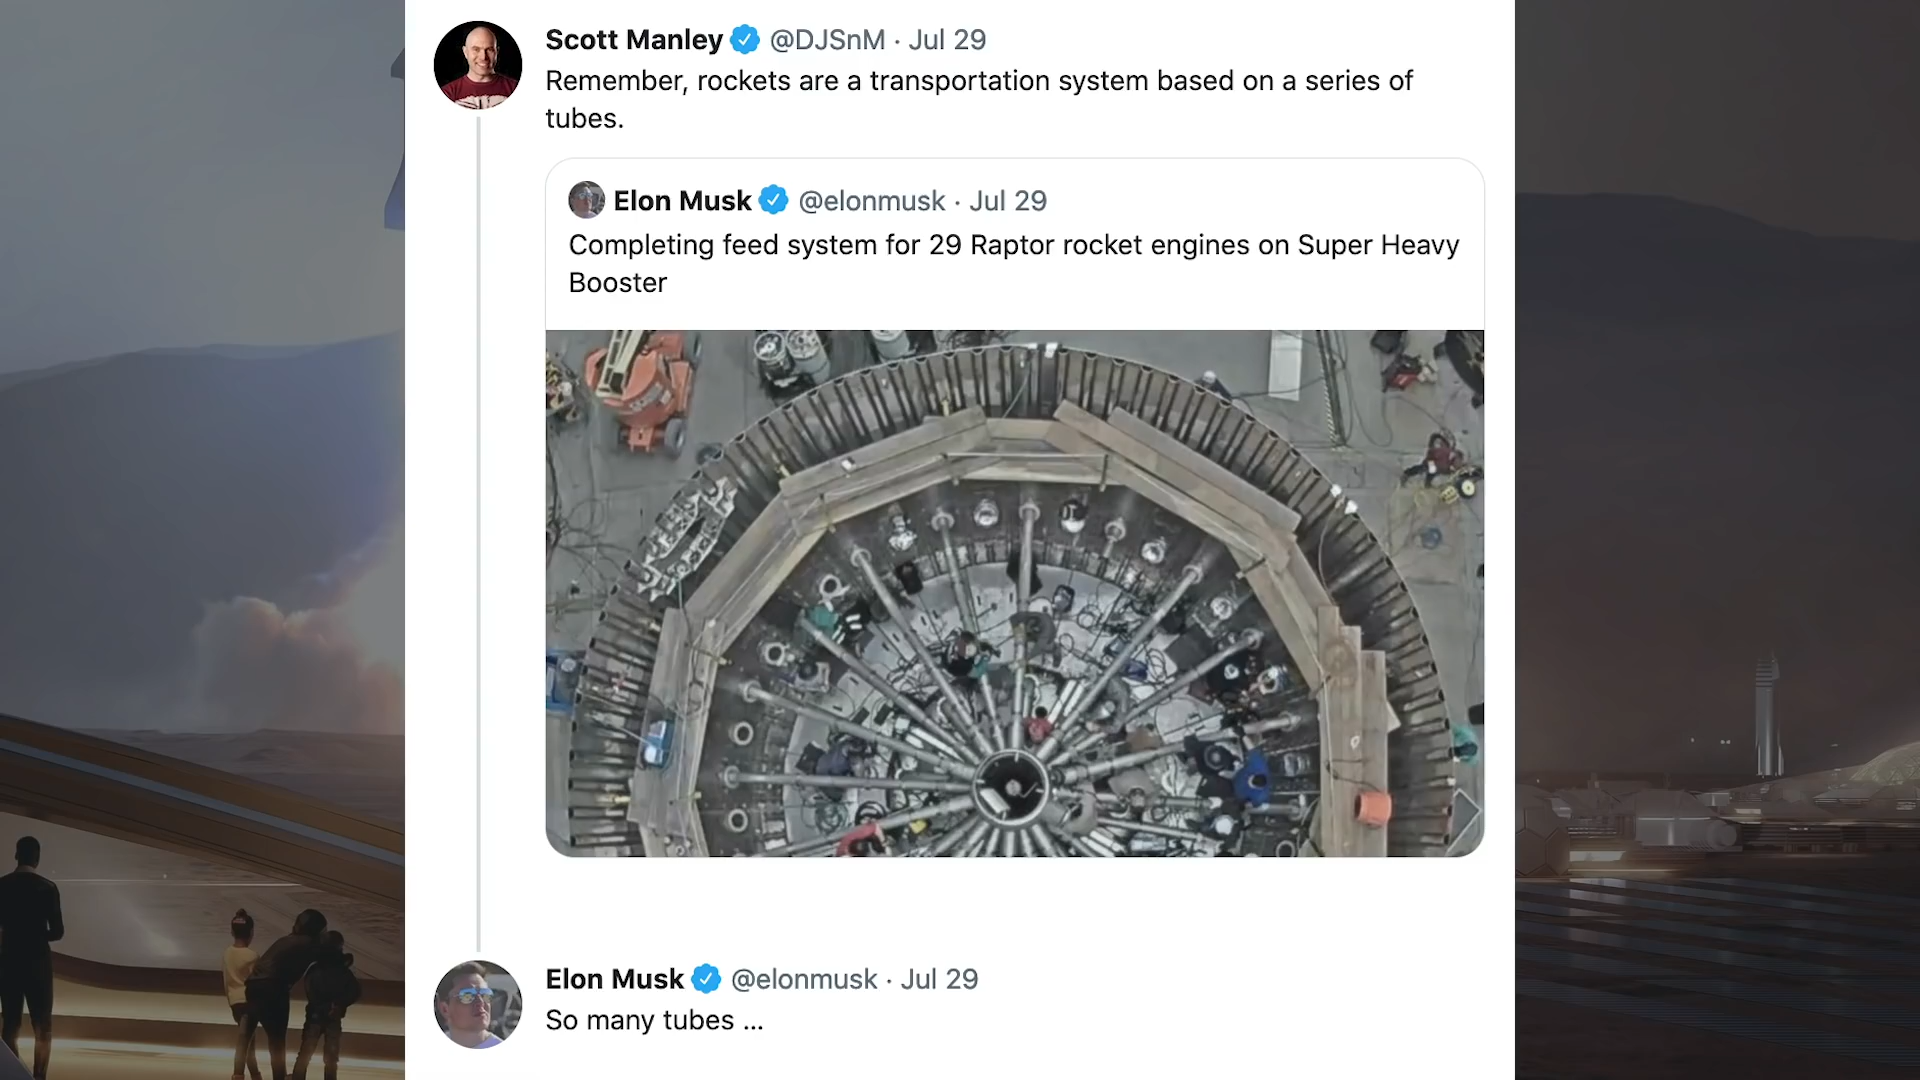 Scott Manley @DJSnM · Jul 29
Remember, rockets are a transportation system based on a series of
tubes.
Elon Musk @elonmusk · Jul 29
Completing feed system for 29 Raptor rocket engines on Super Heavy
Booster
Elon Musk @elonmusk · Jul 29
So many tubes ...